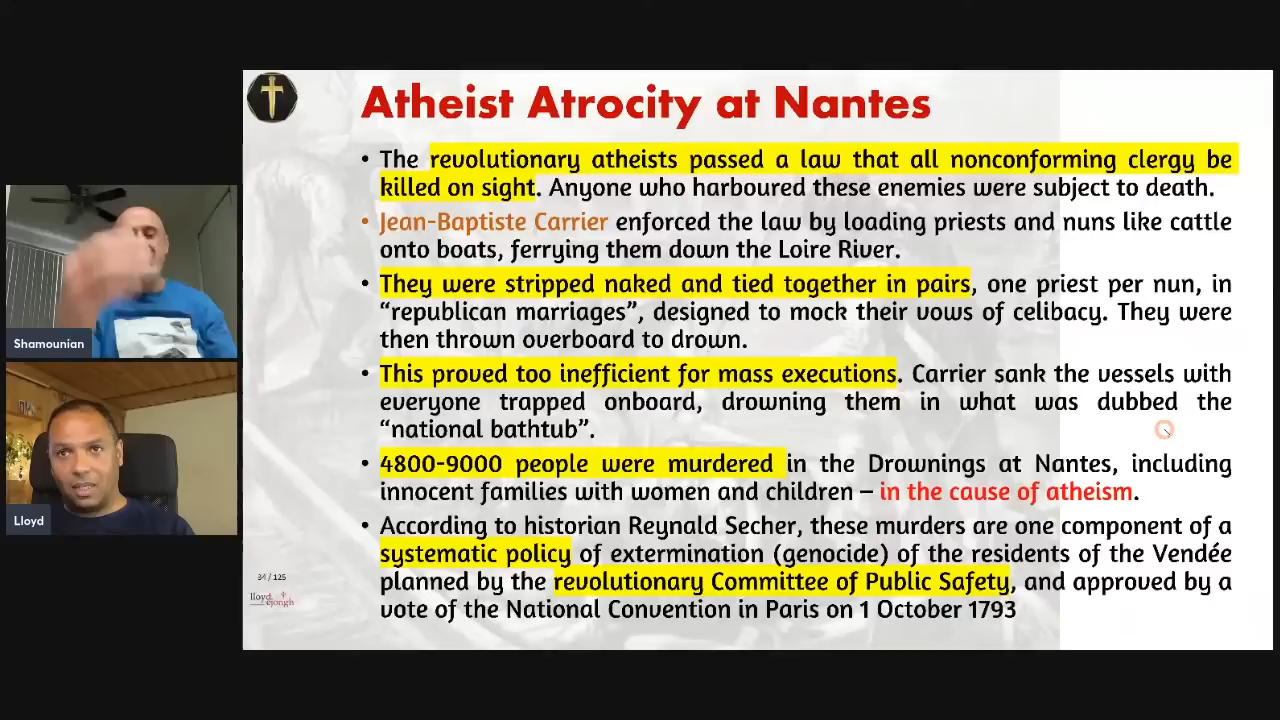 Atheist Atrocity at Nantes
• The revolutionary atheists passed a law that all nonconforming clergy be
killed on sight. Anyone who harboured these enemies were subject to death.
• Jean-Baptiste Carrier enforced the law by loading priests and nuns like cattle
onto boats, ferrying them down the Loire River.
• They were stripped naked and tied together in pairs, one priest per nun, in
“republican marriages”, designed to mock their vows of celibacy. They were
then thrown overboard to drown.
• This proved too inefficient for mass executions. Carrier sank the vessels with
everyone trapped onboard, drowning them in what was dubbed the
“national bathtub”.
• 4800-9000 people were murdered in the Drownings at Nantes, including
innocent families with women and children – in the cause of atheism.
• According to historian Reynald Secher, these murders are one component of a
systematic policy of extermination (genocide) of the residents of the Vendée
planned by the revolutionary Committee of Public Safety, and approved by a
vote of the National Convention in Paris on 1 October 1793
34 / 125
lloyd
dejongh
Shamounian
Lloyd